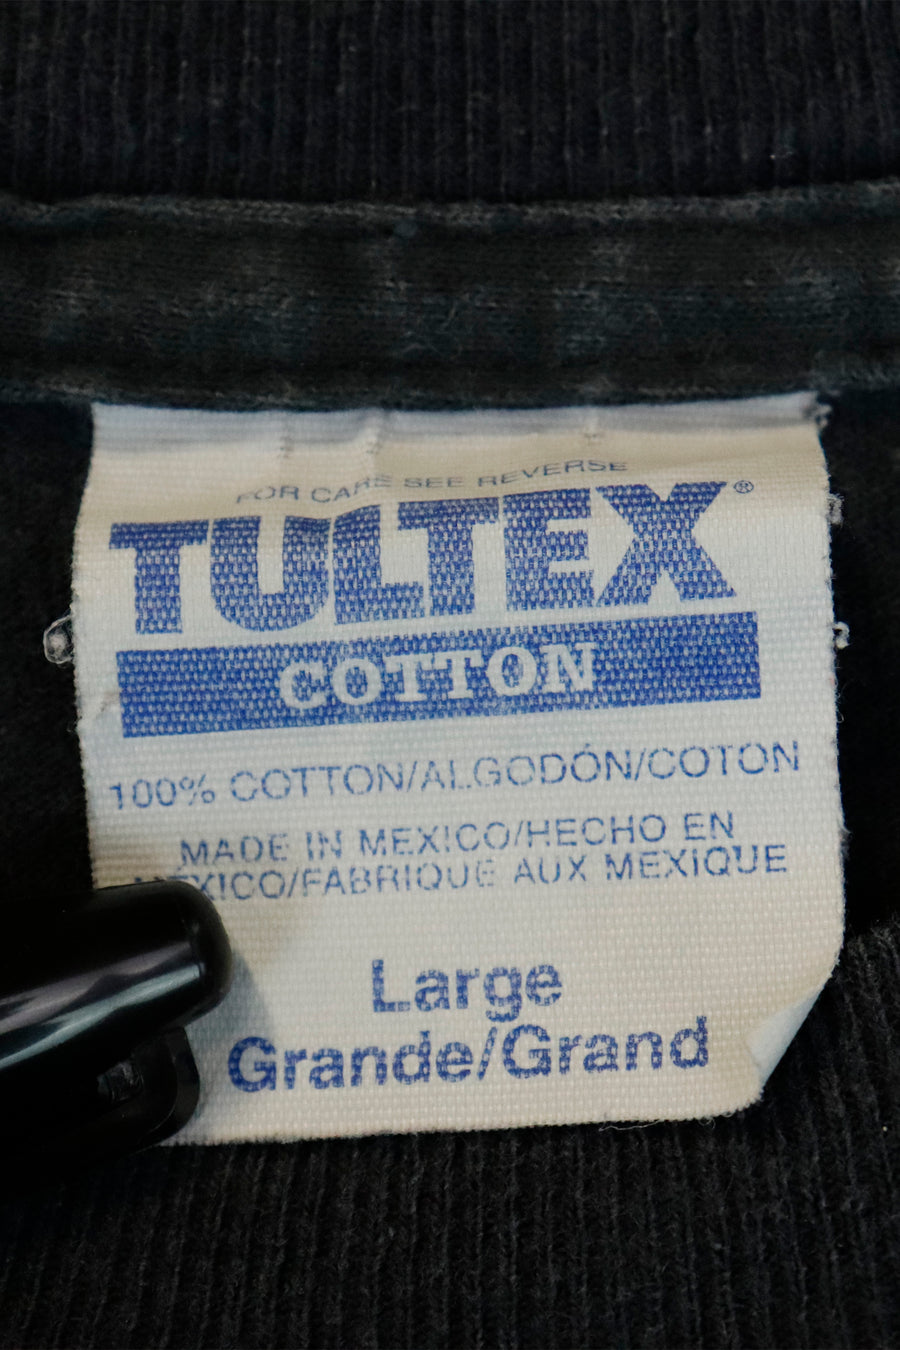 FOR CARE SEE REVERSE
TULTEX®
COTTON
100% COTTON/ALGODÓN/COTON
MADE IN MEXICO/HECHO EN
MEXICO/FABRIQUE AUX MEXIQUE
Large
Grande/Grand